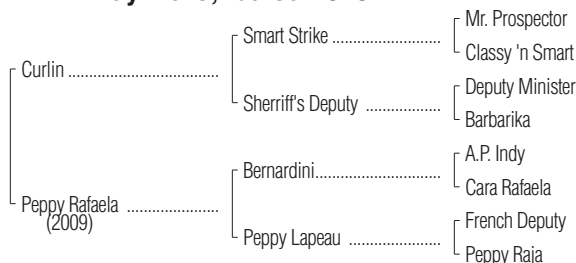 Mr. Prospector
Smart Strike ....................
Classy 'n Smart
Curlin ............................
Deputy Minister
Sherriff's Deputy ..............
Barbarika
A.P. Indy
Bernardini.......................
Cara Rafaela
Peppy Rafaela .................
(2009)
French Deputy
Peppy Lapeau .................
Peppy Raja